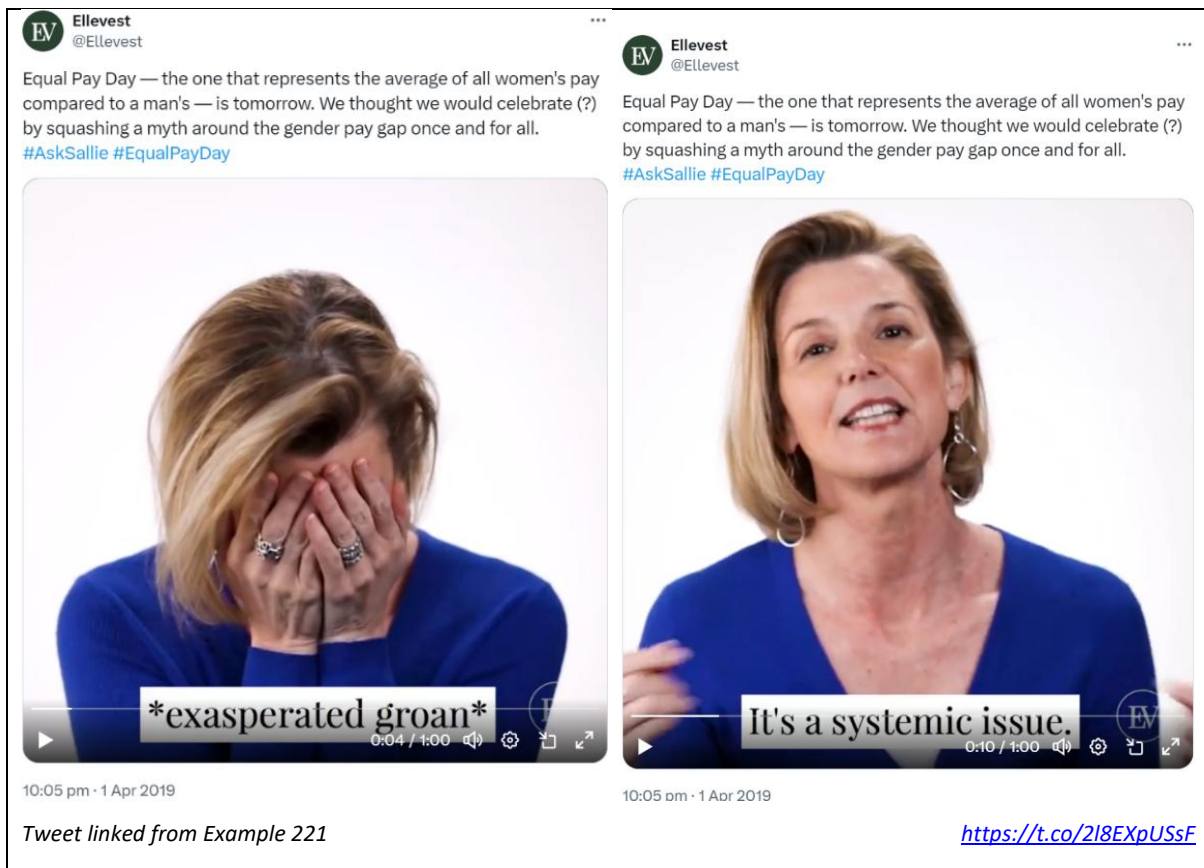 EV
Ellevest
@Ellevest
Equal Pay Day — the one that represents the average of all women's pay
compared to a man's — is tomorrow. We thought we would celebrate (?)
by squashing a myth around the gender pay gap once and for all.
#AskSallie #EqualPayDay
*exasperated groan*
0:04 / 1:00
10:05 pm · 1 Apr 2019
EV
Ellevest
@Ellevest
Equal Pay Day — the one that represents the average of all women's pay
compared to a man's — is tomorrow. We thought we would celebrate (?)
by squashing a myth around the gender pay gap once and for all.
#AskSallie #EqualPayDay
It's a systemic issue.
EV
0:10 / 1:00
10:05 pm · 1 Apr 2019
Tweet linked from Example 221
https://t.co/2l8EXpUSsF